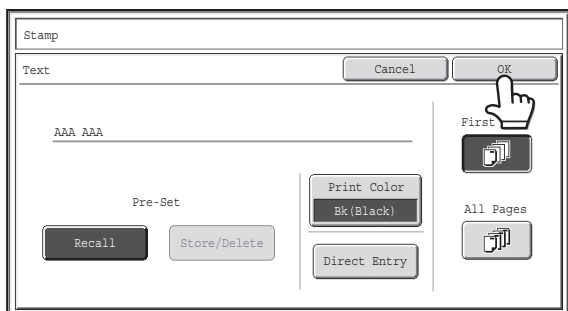 Stamp
Text
Cancel
OK
First
AAA AAA
Pre-Set
Print Color
Bk(Black)
All Pages
Recall
Store/Delete
Direct Entry